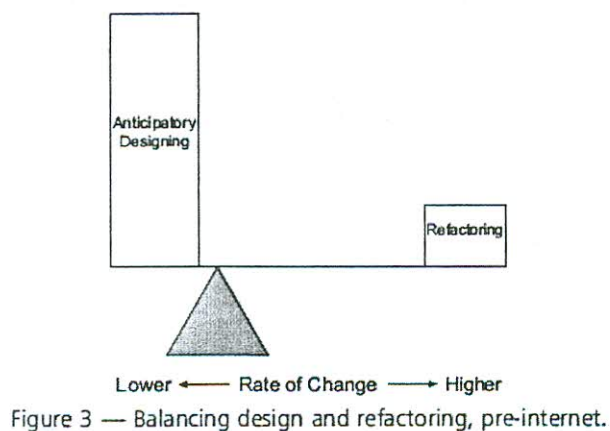 Anticipatory
Designing
Refactoring
Lower ← Rate of Change → Higher
Figure 3 — Balancing design and refactoring, pre-internet.